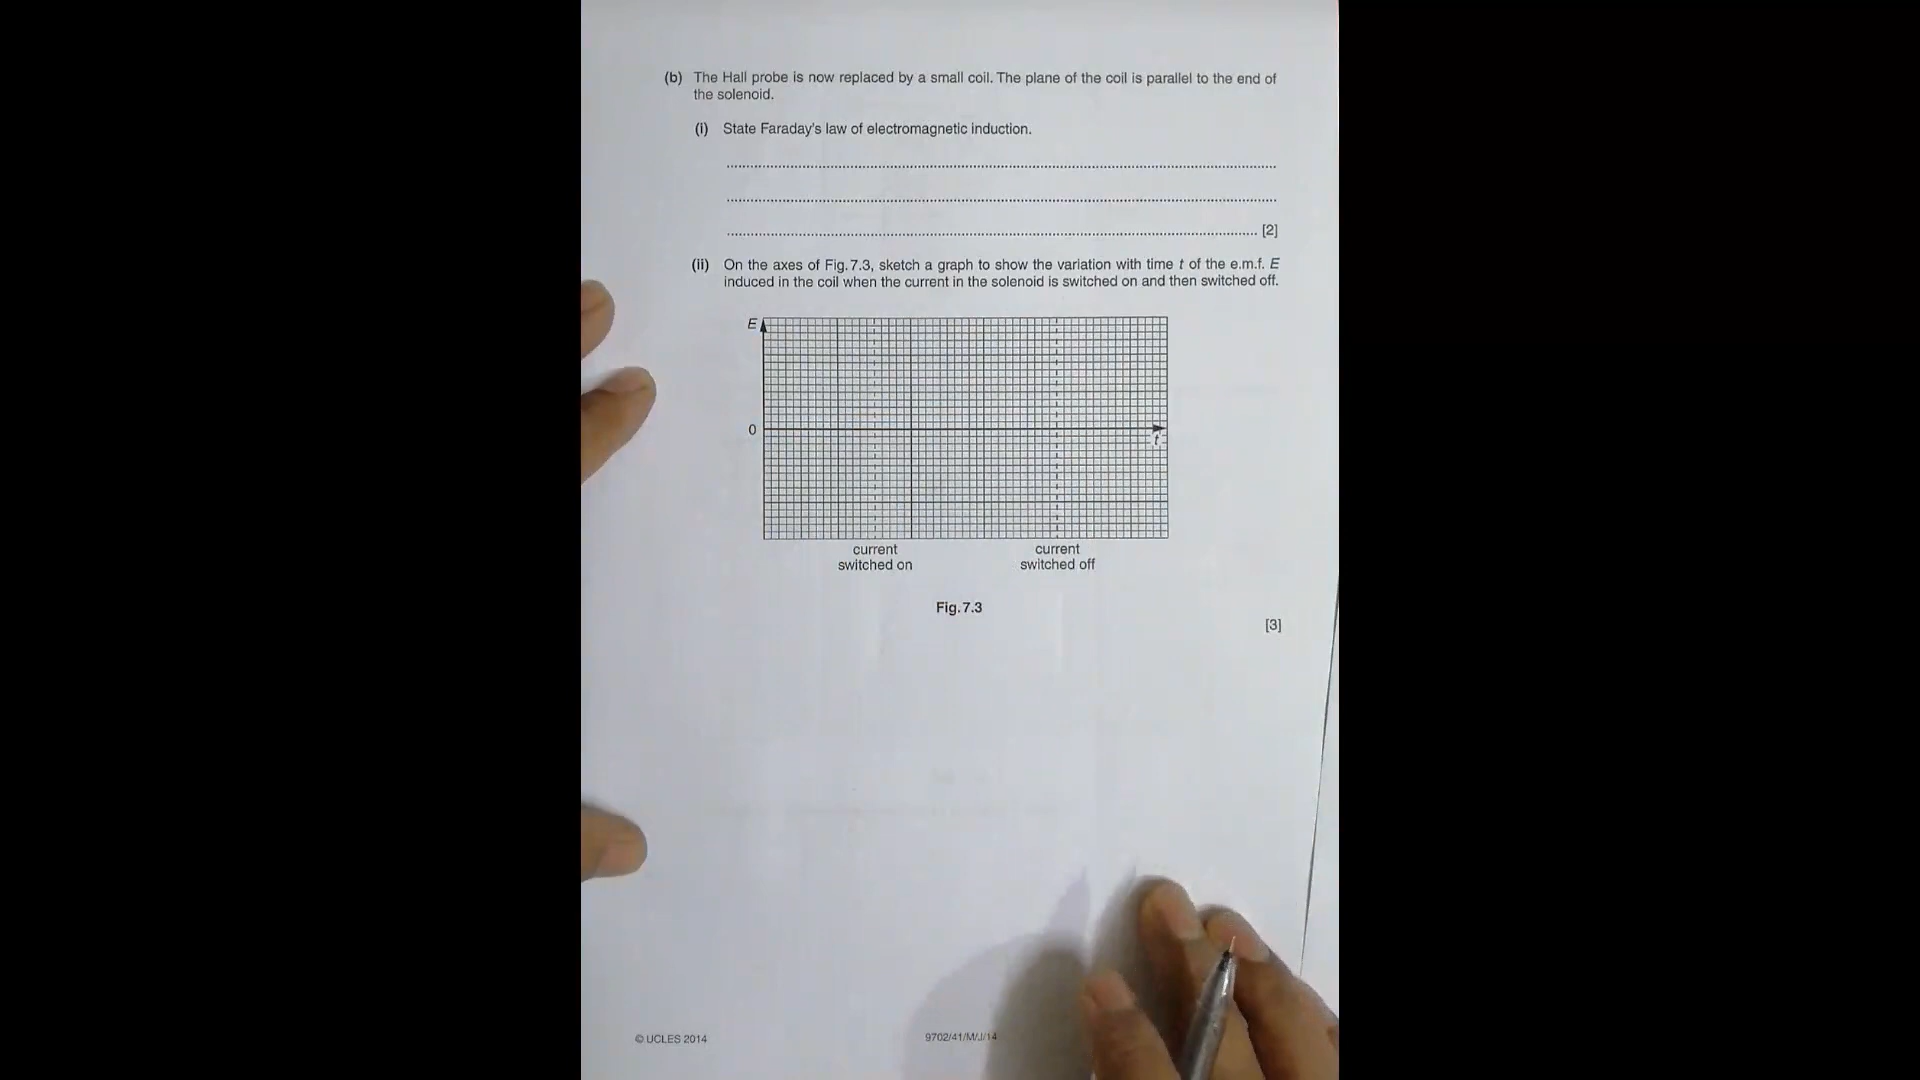 (b) The Hall probe is now replaced by a small coil. The plane of the coil is parallel to the end of
the solenoid.
(i) State Faraday's law of electromagnetic induction.
[2]
(ii) On the axes of Fig. 7.3, sketch a graph to show the variation with time t of the e.m.f. E
induced in the coil when the current in the solenoid is switched on and then switched off.
E
0
t
current
switched on
current
switched off
Fig. 7.3
[3]
© UCLES 2014
9702/41/M/J/14